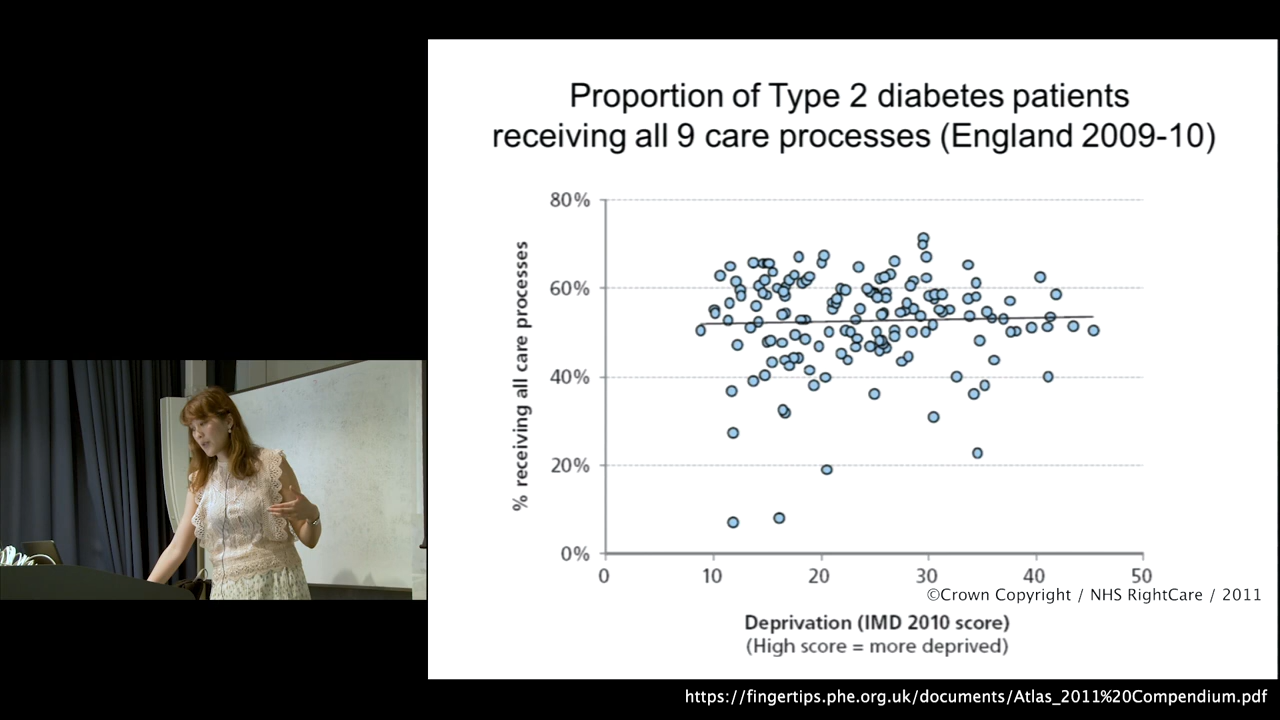 Proportion of Type 2 diabetes patients
receiving all 9 care processes (England 2009-10)
80%
60%
40%
20%
0%
% receiving all care processes
0 10 20 30 40 50
©Crown Copyright / NHS RightCare / 2011
Deprivation (IMD 2010 score)
(High score = more deprived)
https://fingertips.phe.org.uk/documents/Atlas_2011%20Compendium.pdf